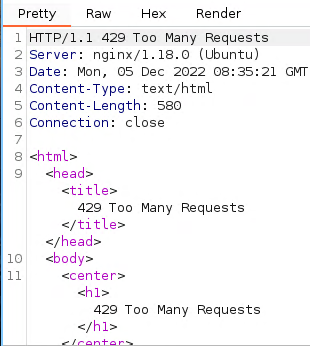 Pretty Raw Hex Render
1 HTTP/1.1 429 Too Many Requests
2 Server: nginx/1.18.0 (Ubuntu)
3 Date: Mon, 05 Dec 2022 08:35:21 GMT
4 Content-Type: text/html
5 Content-Length: 580
6 Connection: close
7
8 <html>
9 <head>
<title>
429 Too Many Requests
</title>
</head>
10 <body>
11 <center>
<h1>
429 Too Many Requests
</h1>
</center>